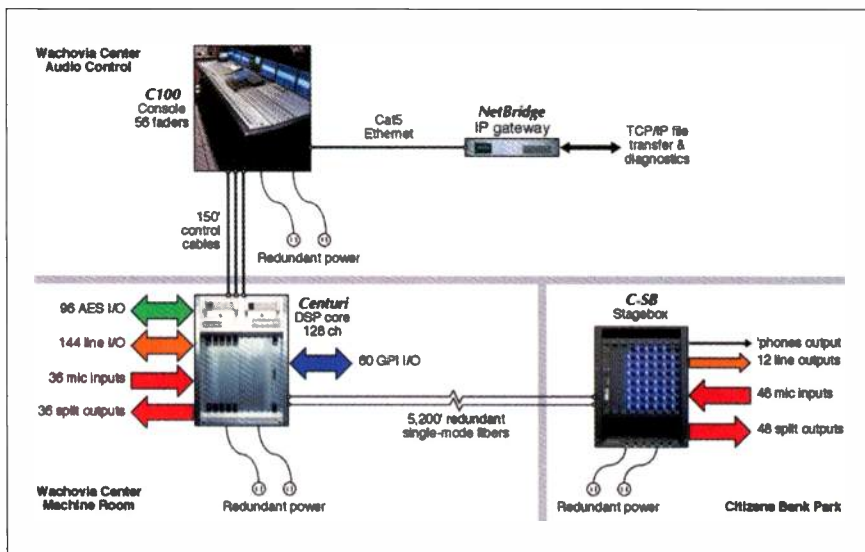 Wachovia Center
Audio Control
C100
Console
56 faders
Cat5
Ethernet
NetBridge
IP gateway
TCP/IP file
transfer &
diagnostics
150'
control
cables
Redundant power
96 AES I/O
144 line I/O
36 mic inputs
36 split outputs
Centuri
DSP core
128 ch
60 GPI I/O
5,200' redundant
single-mode fibers
C-SB
Stagebox
'phones output
12 line outputs
48 mic inputs
48 split outputs
Redundant power
Redundant power
Wachovia Center
Machine Room
Citizens Bank Park